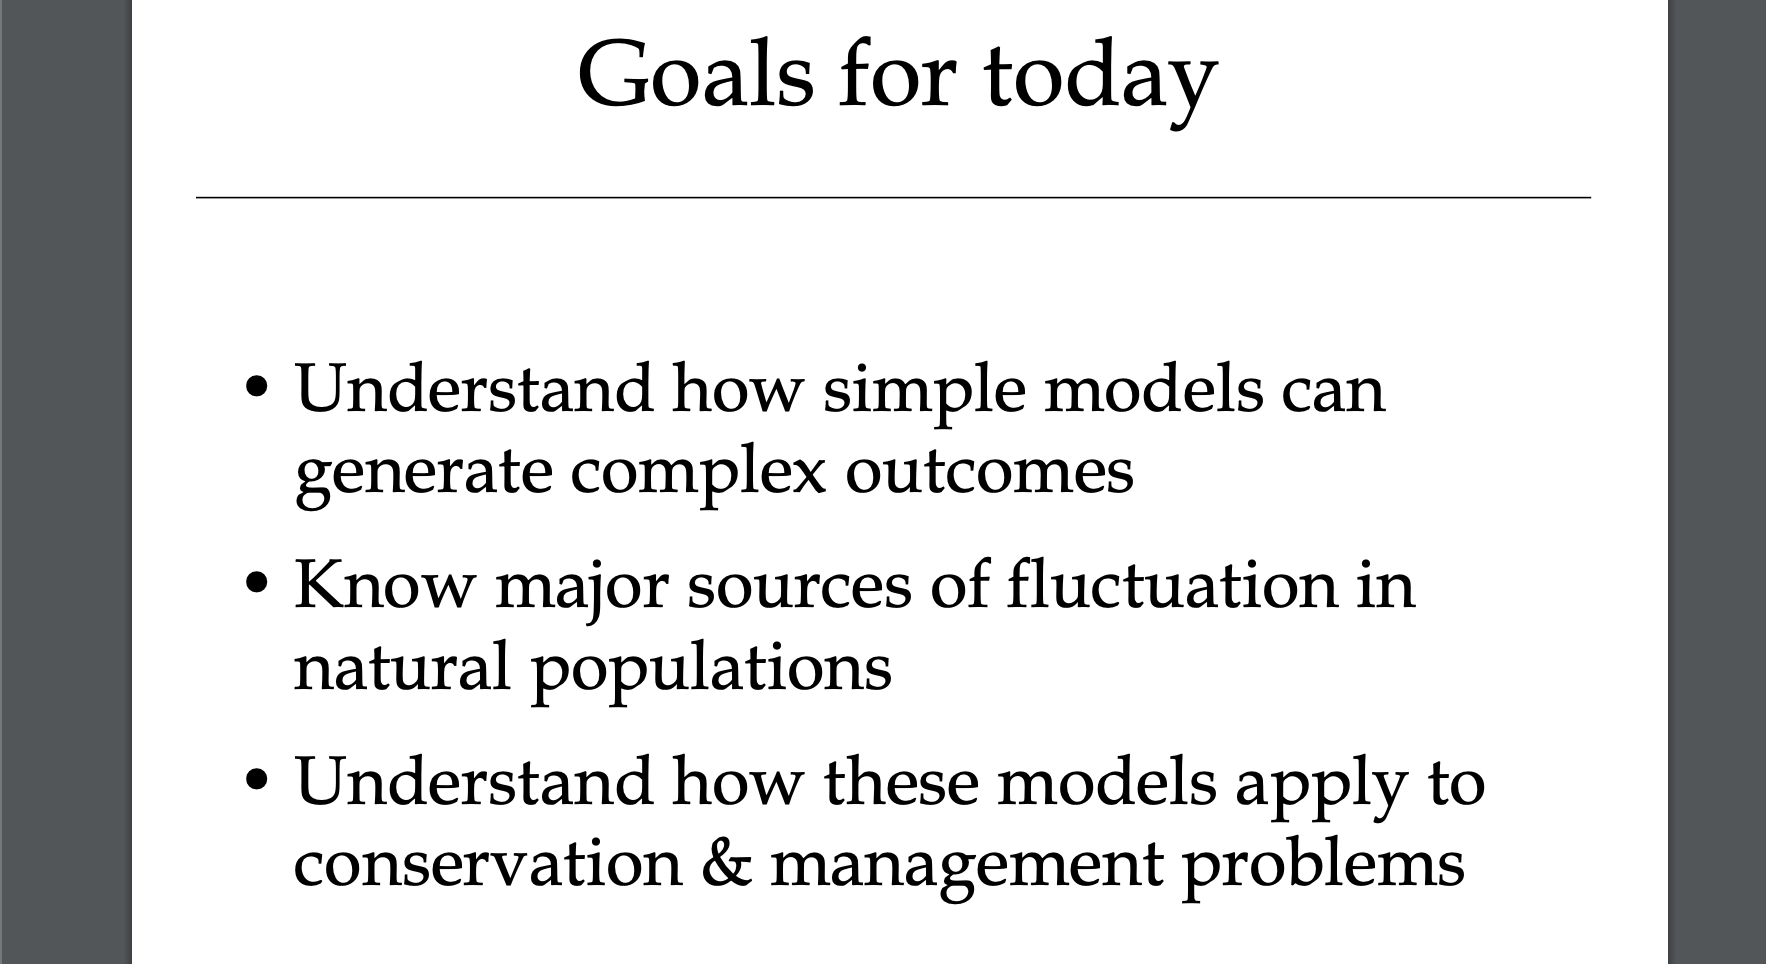 Goals for today
• Understand how simple models can
generate complex outcomes
• Know major sources of fluctuation in
natural populations
• Understand how these models apply to
conservation & management problems